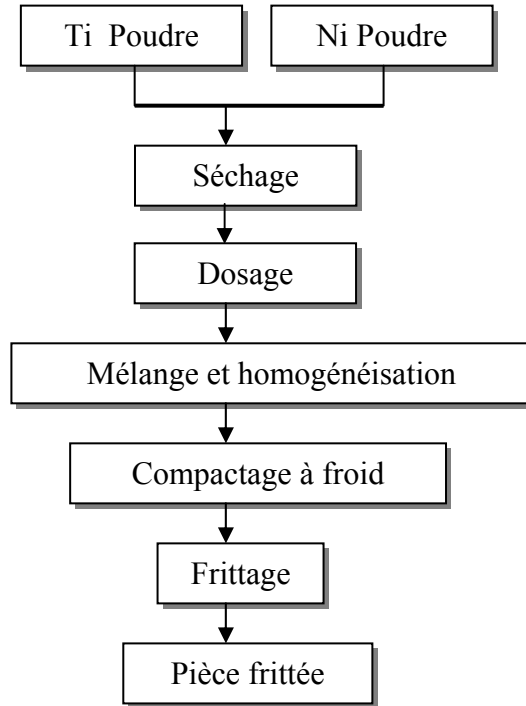 Ti Poudre
Ni Poudre
Séchage
Dosage
Mélange et homogénéisation
Compactage à froid
Frittage
Pièce frittée